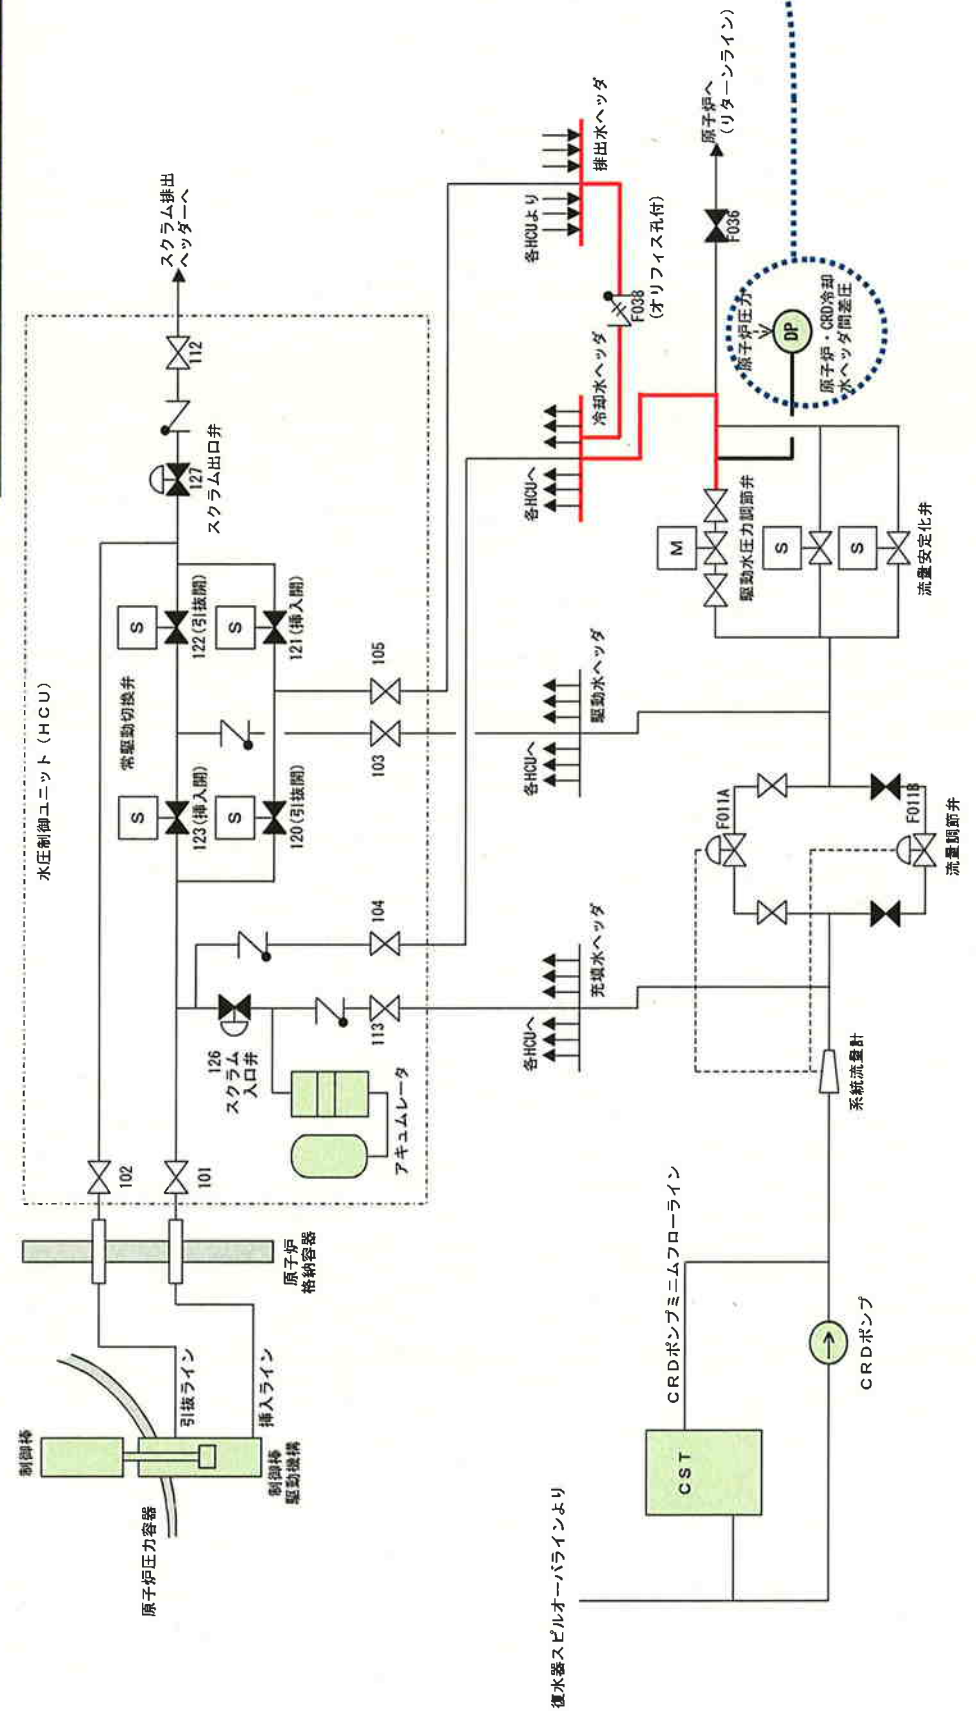 水圧制御ユニット（ＨＣＵ）
制御棒
原子炉圧力容器
制御棒
駆動機構
引抜ライン
挿入ライン
原子炉
格納容器
102
101
126
スクラム
入口弁
アキュムレータ
113
104
常駆動切換弁
S
123(挿入開)
S
120(引抜開)
S
122(引抜開)
S
121(挿入開)
103
105
127
スクラム出口弁
112
スクラム排出
ヘッダーへ
各HCUへ
充填水ヘッダ
各HCUへ
駆動水ヘッダ
各HCUへ
冷却水ヘッダ
各HCUより
排出水ヘッダ
F038
(オリフィス孔付)
復水器スピルオーバラインより
ＣＳＴ
ＣＲＤポンプミニムフローライン
ＣＲＤポンプ
系統流量計
F011A
F011B
流量調節弁
M
駆動水圧力調節弁
S
S
流量安定化弁
原子炉圧力
DP
原子炉・CRD冷却
水ヘッダ間差圧
F036
原子炉へ
(リターンライン)